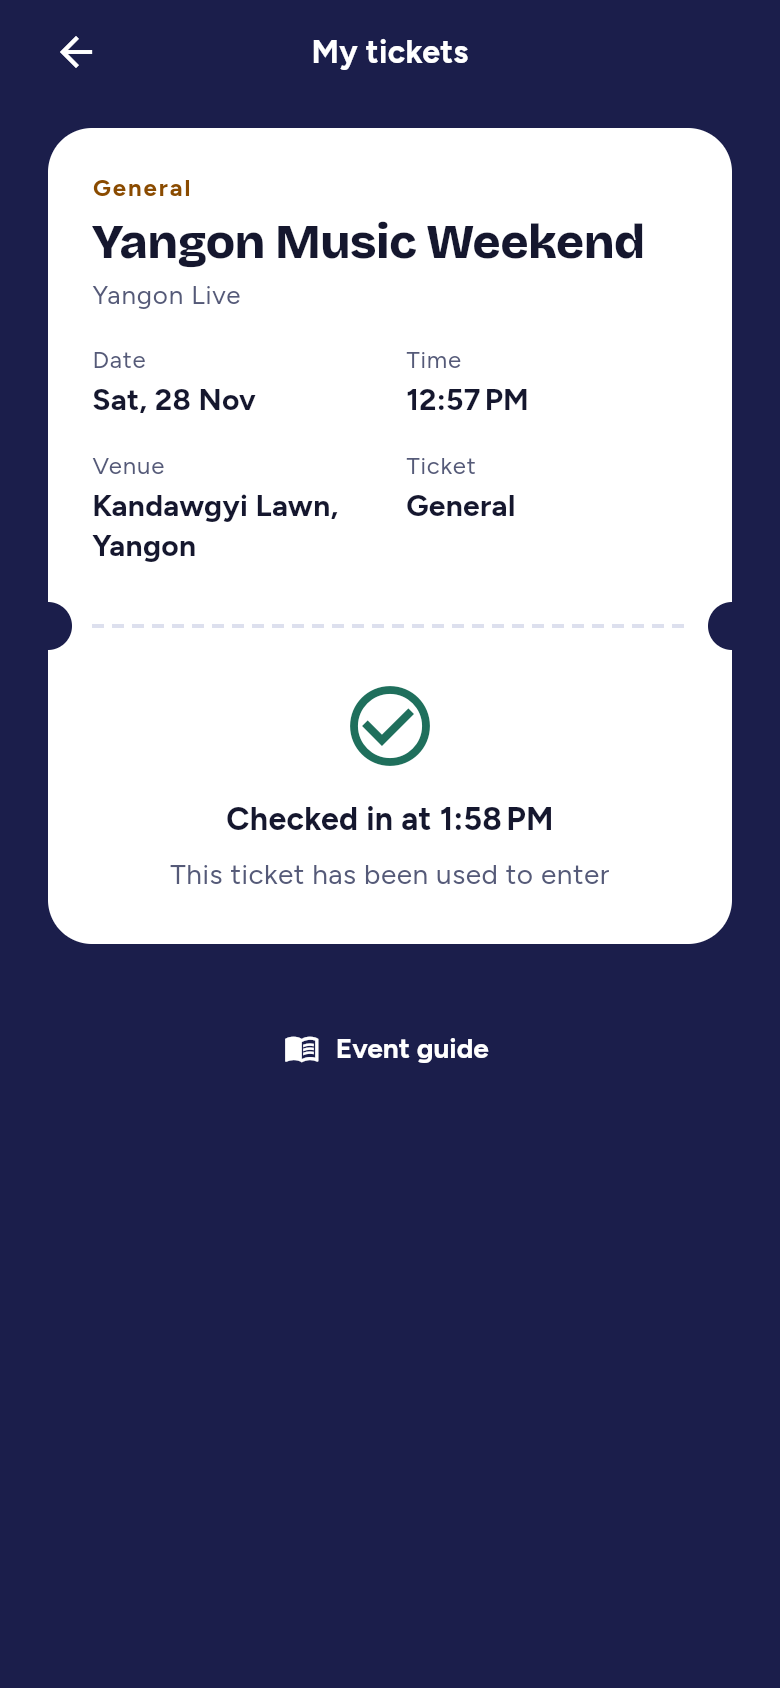 My tickets
General
Yangon Music Weekend
Yangon Live
Date
Sat, 28 Nov
Time
12:57 PM
Venue
Kandawgyi Lawn,
Yangon
Ticket
General
Checked in at 1:58 PM
This ticket has been used to enter
Event guide